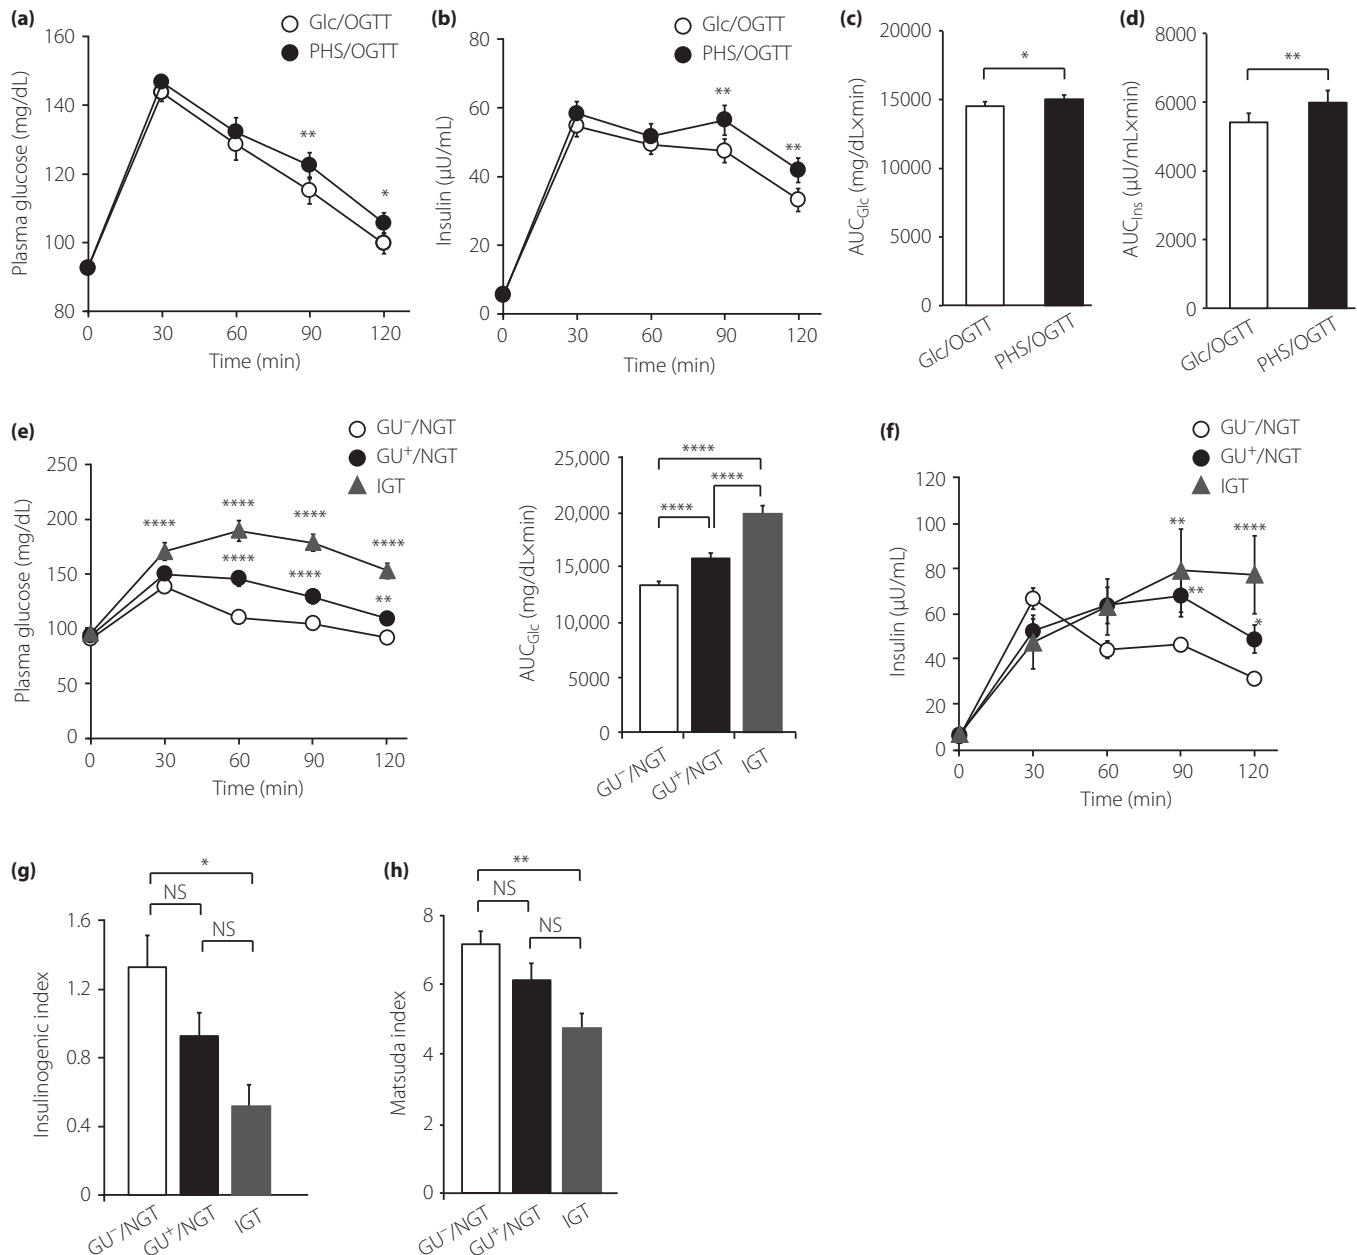 (a)
Glc/OGTT
PHS/OGTT
160
140
120
100
80
Plasma glucose (mg/dL)
**
*
0 30 60 90 120
Time (min)
(b)
Glc/OGTT
PHS/OGTT
80
60
40
20
0
Insulin (µU/mL)
**
**
0 30 60 90 120
Time (min)
(c)
20000
15000
10000
5000
0
AUCGlc (mg/dL×min)
*
Glc/OGTT
PHS/OGTT
(d)
8000
6000
4000
2000
0
AUCIns (µU/mL×min)
**
Glc/OGTT
PHS/OGTT
(e)
GU−/NGT
GU+/NGT
IGT
250
200
150
100
50
0
Plasma glucose (mg/dL)
**** **** **** ****
**** **** **
0 30 60 90 120
Time (min)
25,000
20,000
15,000
10,000
5000
0
AUCGlc (mg/dL×min)
****
****
****
GU−/NGT
GU+/NGT
IGT
(f)
GU−/NGT
GU+/NGT
IGT
120
100
80
60
40
20
0
Insulin (µU/mL)
** ****
**
*
0 30 60 90 120
Time (min)
(g)
*
NS
NS
1.6
1.2
0.8
0.4
0
Insulinogenic index
GU−/NGT
GU+/NGT
IGT
(h)
**
NS
NS
8
6
4
2
0
Matsuda index
GU−/NGT
GU+/NGT
IGT